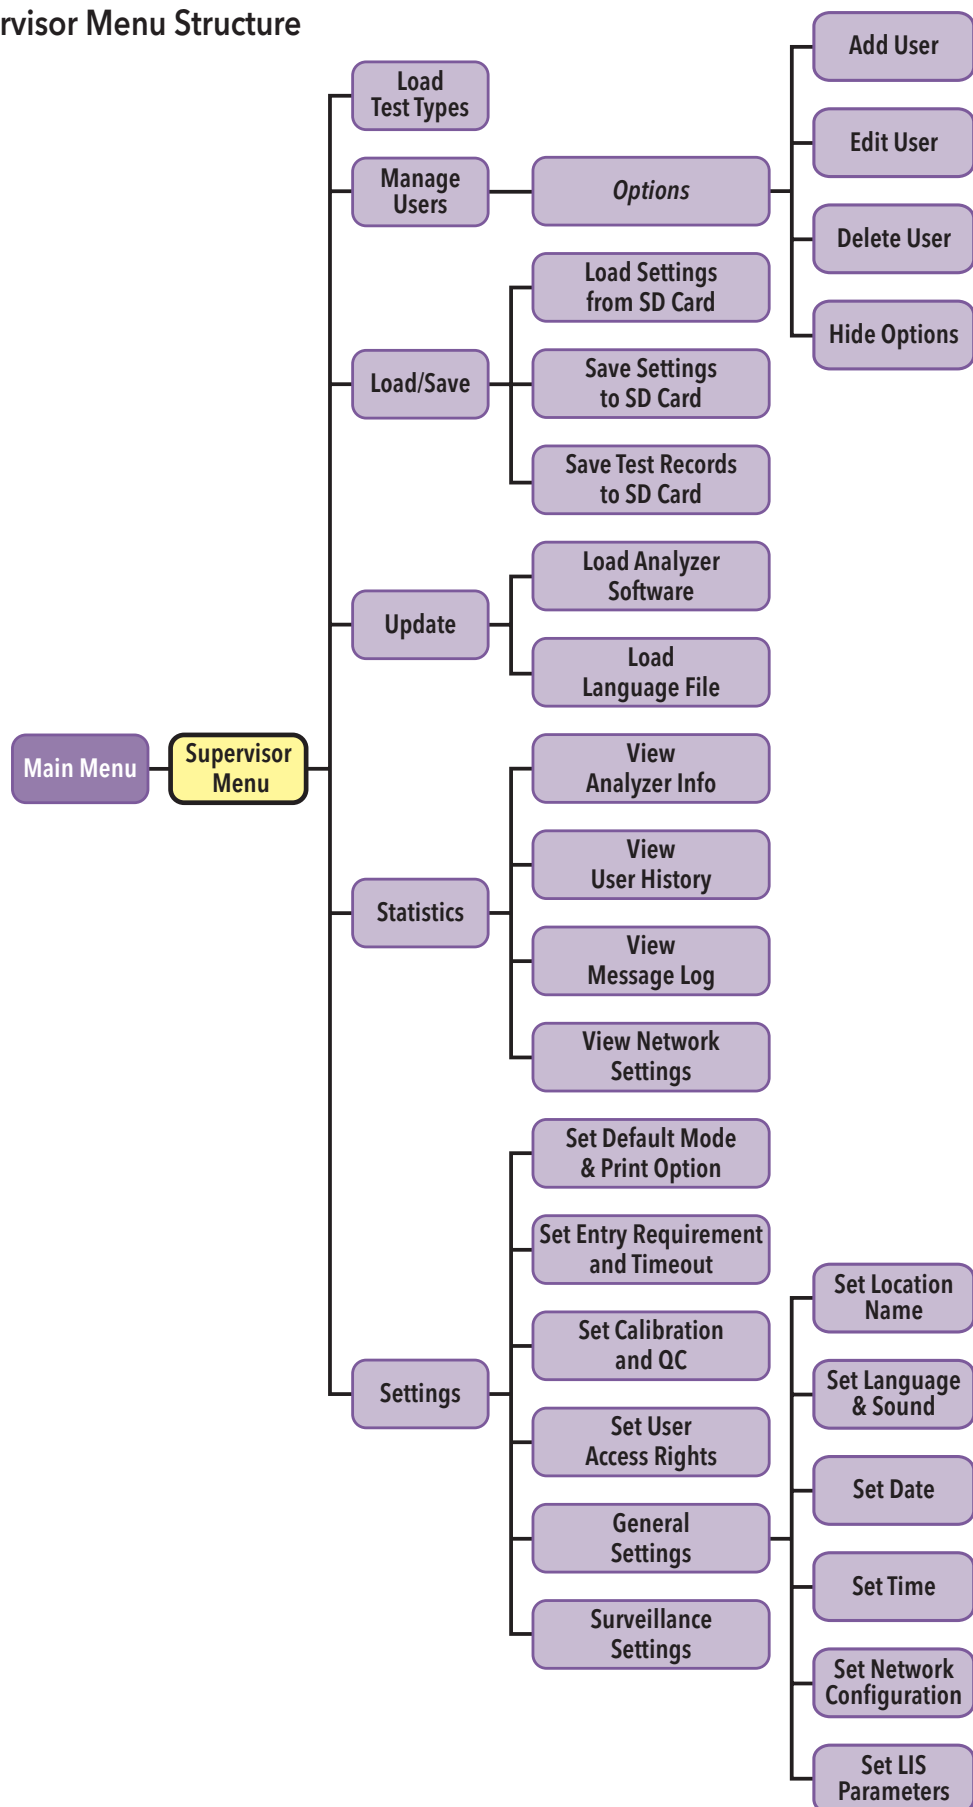 rvisor Menu Structure
Load
Test Types
Manage
Users
Options
Add User
Edit User
Delete User
Hide Options
Load/Save
Load Settings
from SD Card
Save Settings
to SD Card
Save Test Records
to SD Card
Update
Load Analyzer
Software
Load
Language File
Main Menu
Supervisor
Menu
Statistics
View
Analyzer Info
View
User History
View
Message Log
View Network
Settings
Settings
Set Default Mode
& Print Option
Set Entry Requirement
and Timeout
Set Calibration
and QC
Set User
Access Rights
General
Settings
Surveillance
Settings
Set Location
Name
Set Language
& Sound
Set Date
Set Time
Set Network
Configuration
Set LIS
Parameters